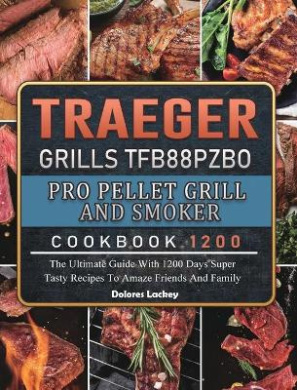 TRAEGER
GRILLS TFB88PZBO
PRO PELLET GRILL
AND SMOKER
COOKBOOK 1200
The Ultimate Guide With 1200 Days Super
Tasty Recipes To Amaze Friends And Family
Dolores Lackey